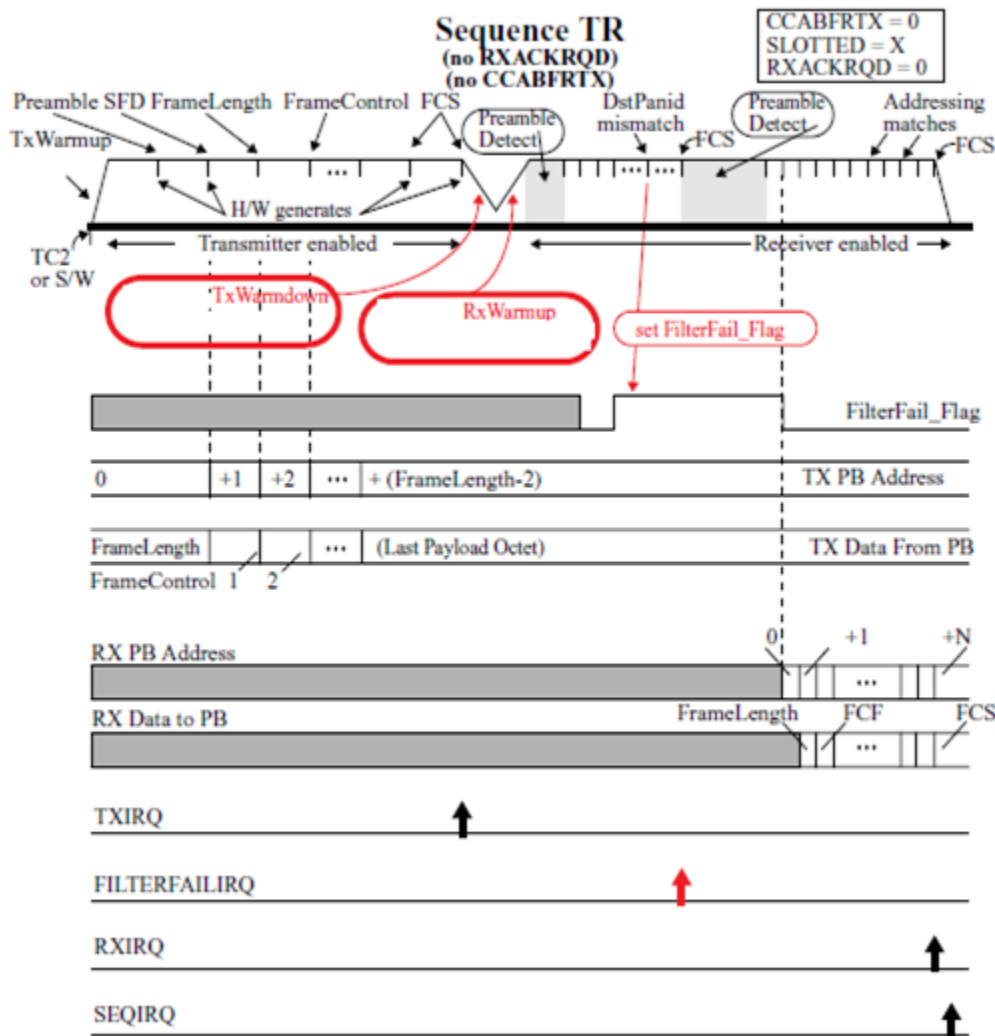 Sequence TR
(no RXACKRQD)
(no CCABFRTX)
CCABFRTX = 0
SLOTTED = X
RXACKRQD = 0
Preamble SFD FrameLength FrameControl FCS
TxWarmup
Preamble
Detect
DstPanid
mismatch
FCS
Preamble
Detect
Addressing
matches
FCS
...
... ...
H/W generates
Transmitter enabled
Receiver enabled
TC2
or S/W
TxWarmdown
RxWarmup
set FilterFail_Flag
FilterFail_Flag
0 +1 +2 ... + (FrameLength-2) TX PB Address
FrameLength ... (Last Payload Octet) TX Data From PB
FrameControl 1 2
0 +1 +N
RX PB Address
...
RX Data to PB
FrameLength FCF FCS
...
TXIRQ
FILTERFAILIRQ
RXIRQ
SEQIRQ